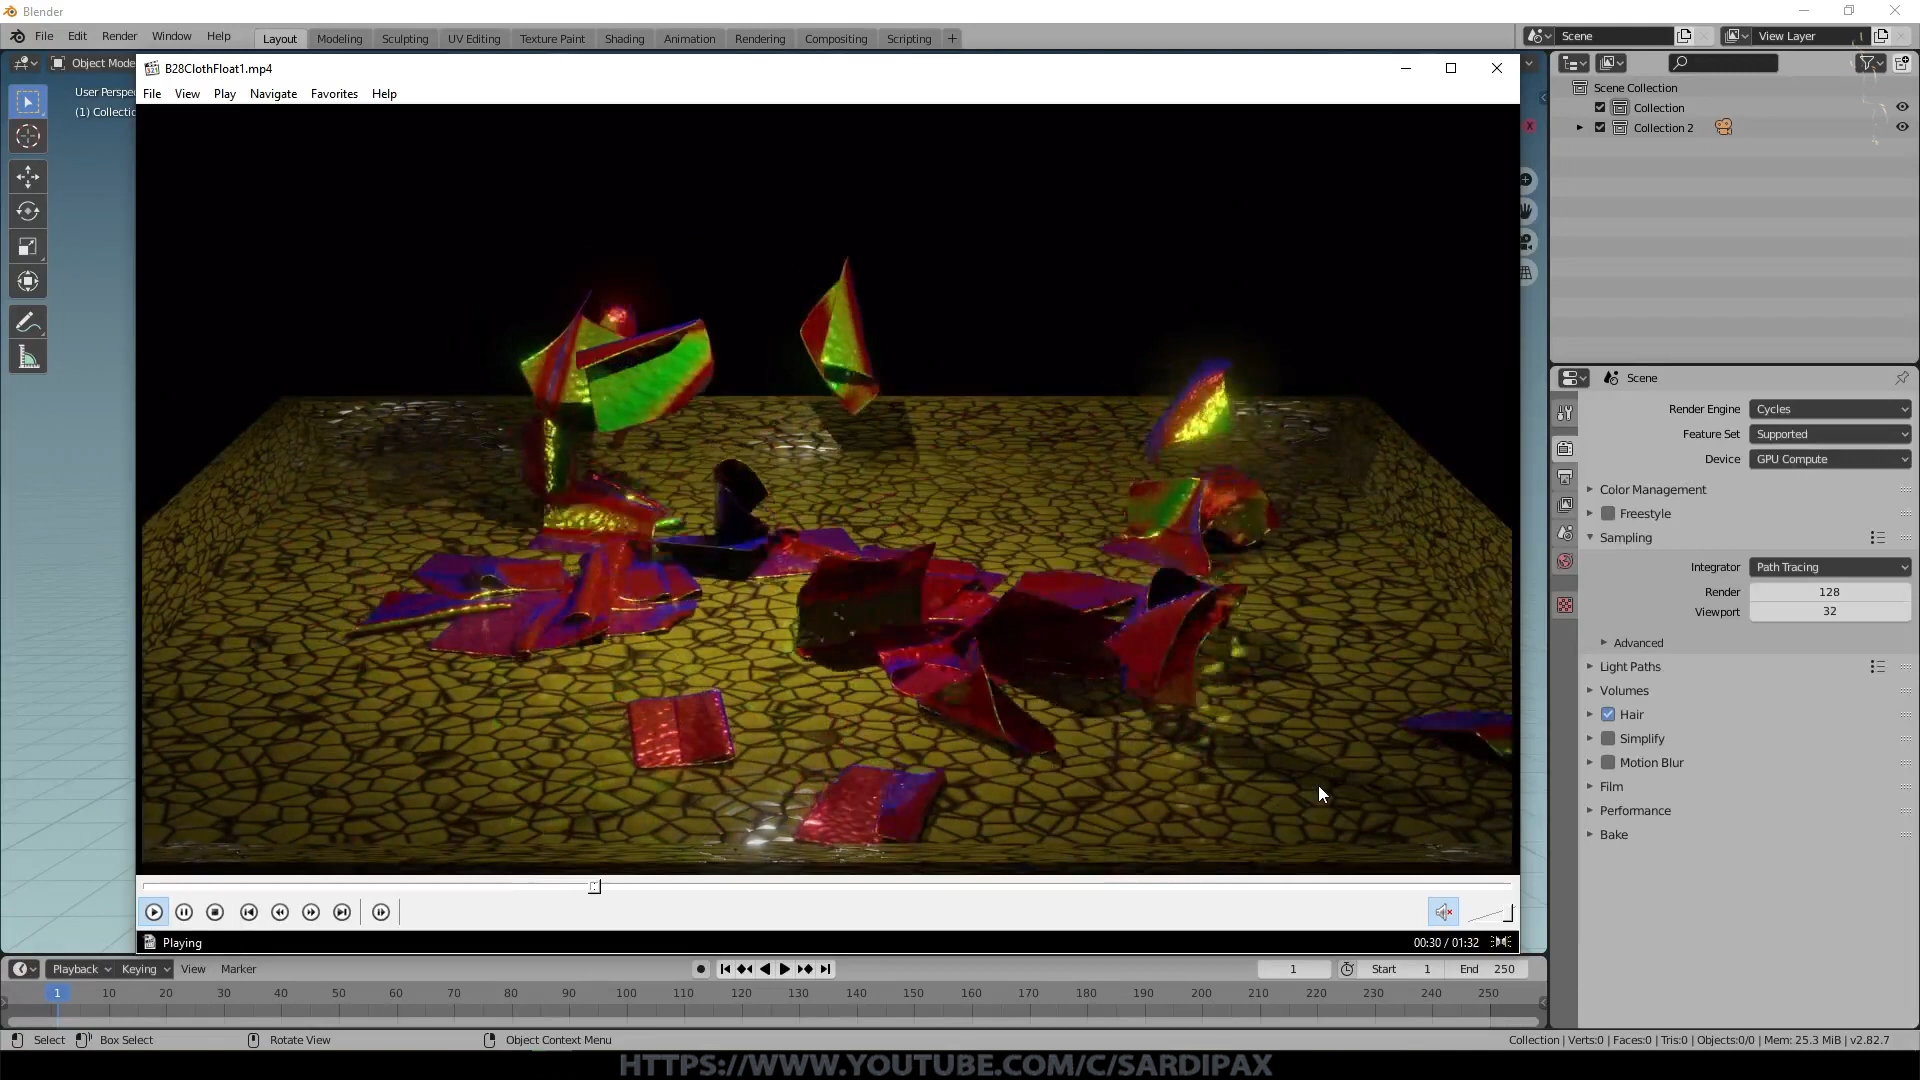 Blender
File Edit Render Window Help Layout Modeling Sculpting UV Editing Texture Paint Shading Animation Rendering Compositing Scripting + Scene View Layer
Object Mode
User Perspe
(1) Collectio
B28ClothFloat1.mp4
File View Play Navigate Favorites Help
Scene Collection
Collection
Collection 2
Scene
Render Engine Cycles
Feature Set Supported
Device GPU Compute
Color Management
Freestyle
Sampling
Integrator Path Tracing
Render 128
Viewport 32
Advanced
Light Paths
Volumes
Hair
Simplify
Motion Blur
Film
Performance
Bake
Playing 00:30 / 01:32
Playback Keying View Marker 1 Start 1 End 250
1 10 20 30 40 50 60 70 80 90 100 110 120 130 140 150 160 170 180 190 200 210 220 230 240 250
Select Box Select Rotate View Object Context Menu Collection | Verts:0 | Faces:0 | Tris:0 | Objects:0/0 | Mem: 25.3 MiB | v2.82.7
HTTPS://WWW.YOUTUBE.COM/C/SARDIPAX